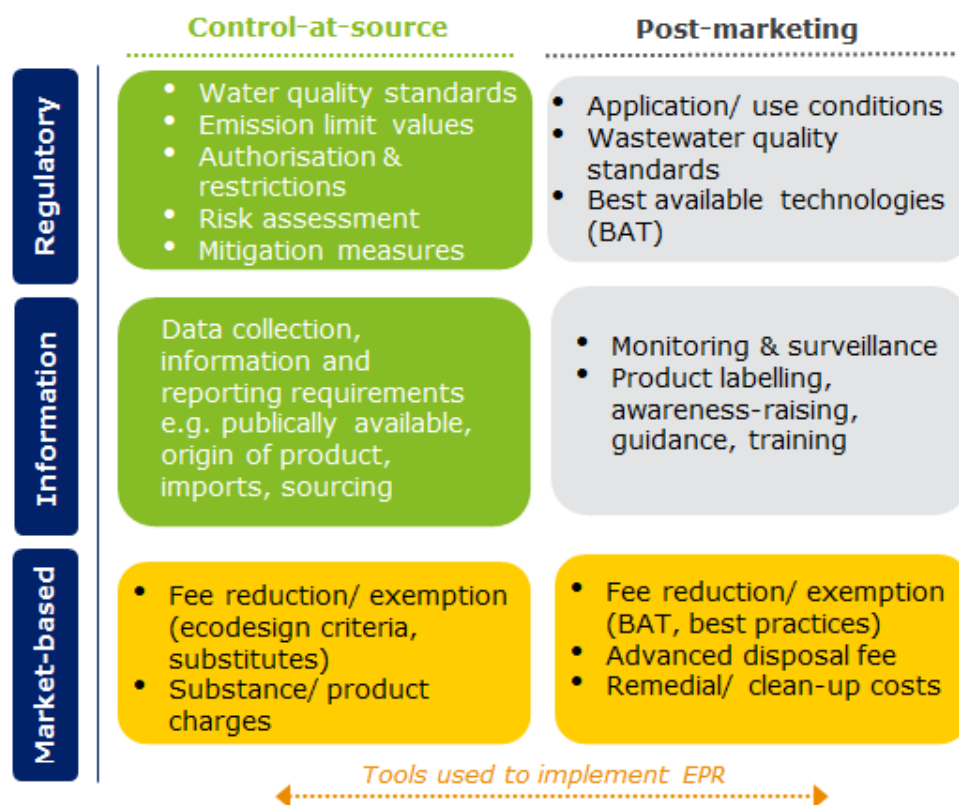 Control-at-source
Post-marketing
Regulatory
• Water quality standards
• Emission limit values
• Authorisation &
restrictions
• Risk assessment
• Mitigation measures
• Application/ use conditions
• Wastewater quality
standards
• Best available technologies
(BAT)
Information
Data collection,
information and
reporting requirements
e.g. publically available,
origin of product,
imports, sourcing
• Monitoring & surveillance
• Product labelling,
awareness-raising,
guidance, training
Market-based
• Fee reduction/ exemption
(ecodesign criteria,
substitutes)
• Substance/ product
charges
• Fee reduction/ exemption
(BAT, best practices)
• Advanced disposal fee
• Remedial/ clean-up costs
Tools used to implement EPR